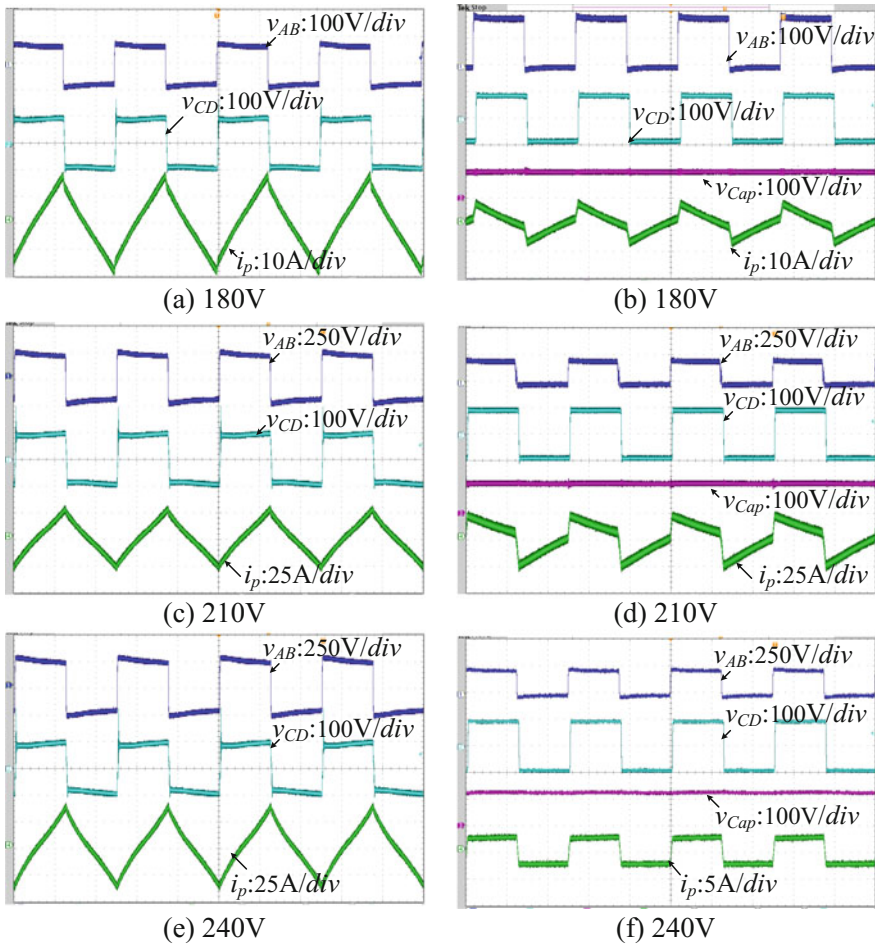 v_AB:100V/div
v_CD:100V/div
i_p:10A/div
(a) 180V
Tek Stop
v_AB:100V/div
v_CD:100V/div
v_Cap:100V/div
i_p:10A/div
(b) 180V
v_AB:250V/div
v_CD:100V/div
i_p:25A/div
(c) 210V
v_AB:250V/div
v_CD:100V/div
v_Cap:100V/div
i_p:25A/div
(d) 210V
v_AB:250V/div
v_CD:100V/div
i_p:25A/div
(e) 240V
v_AB:250V/div
v_CD:100V/div
v_Cap:100V/div
i_p:5A/div
(f) 240V